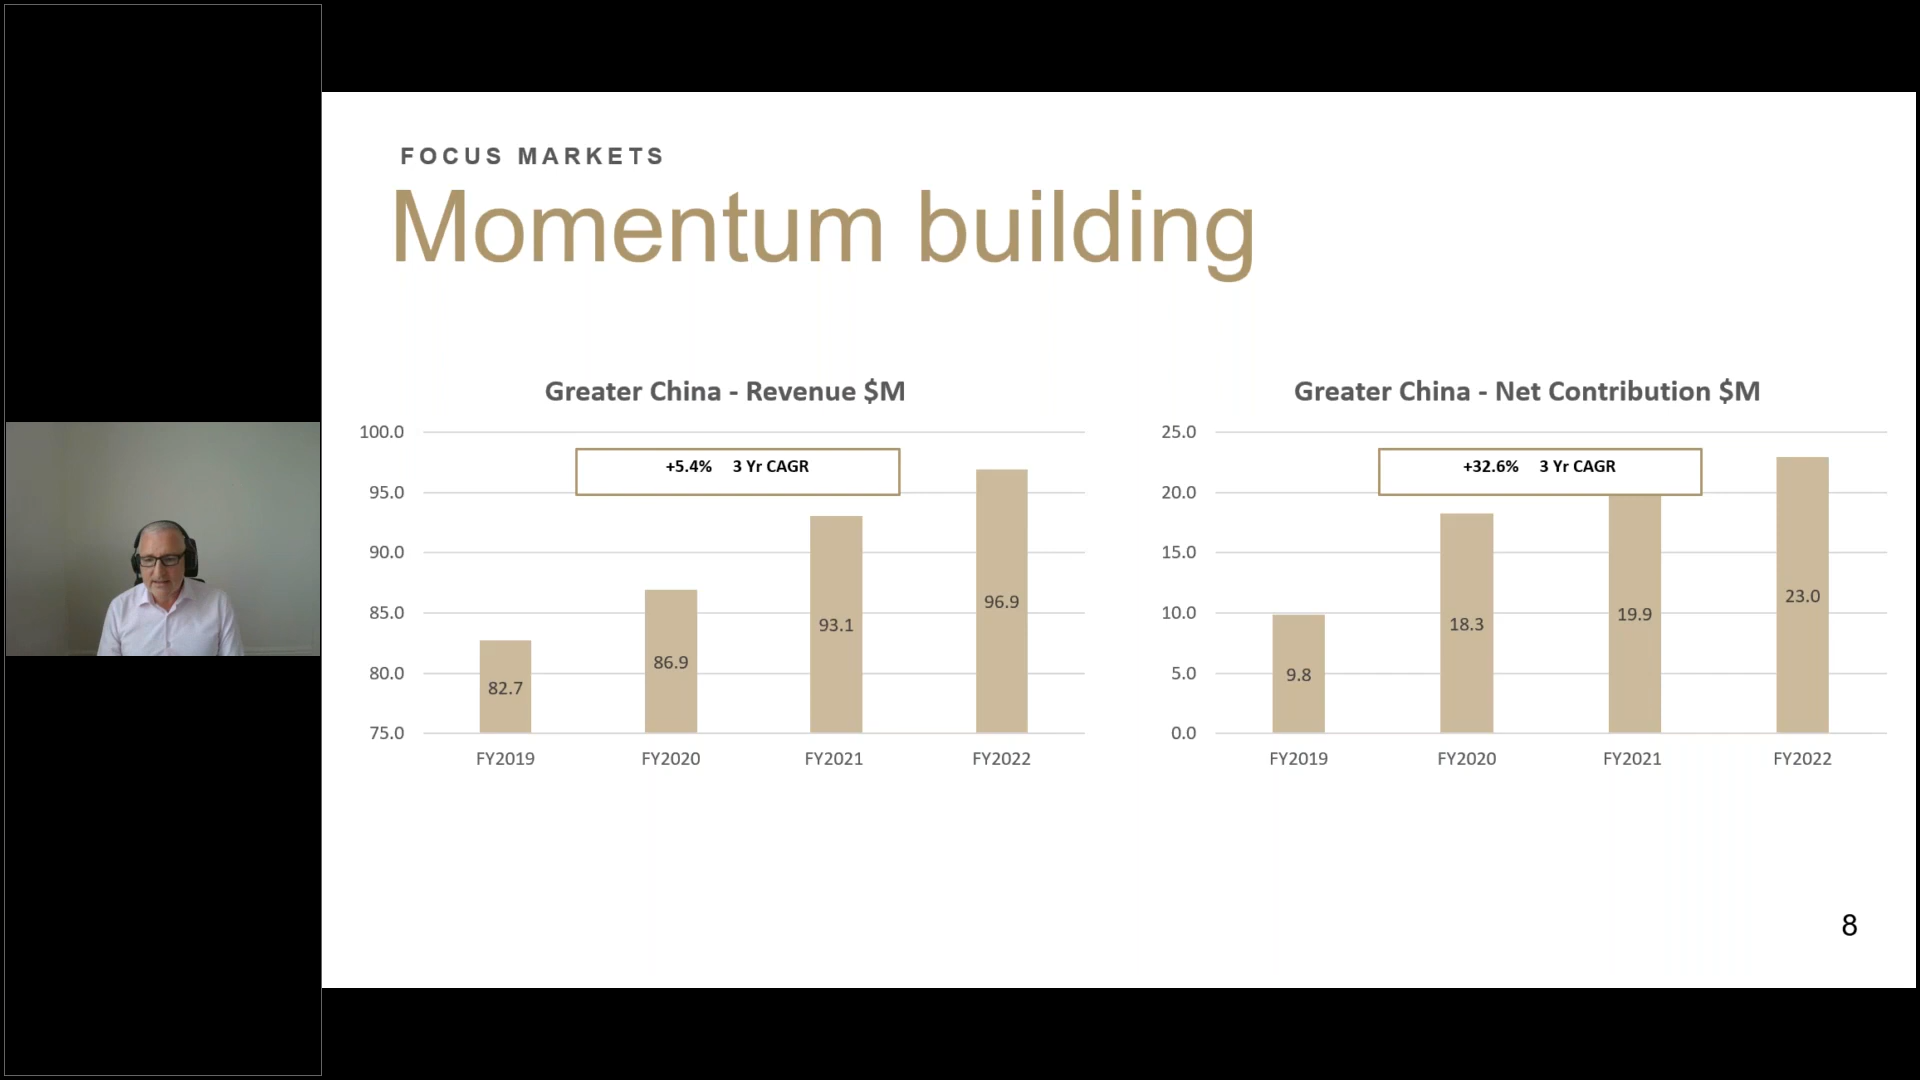 FOCUS MARKETS
Momentum building
Greater China - Revenue $M
100.0
95.0
90.0
85.0
80.0
75.0
+5.4% 3 Yr CAGR
82.7
86.9
93.1
96.9
FY2019
FY2020
FY2021
FY2022
Greater China - Net Contribution $M
25.0
20.0
15.0
10.0
5.0
0.0
+32.6% 3 Yr CAGR
9.8
18.3
19.9
23.0
FY2019
FY2020
FY2021
FY2022
8